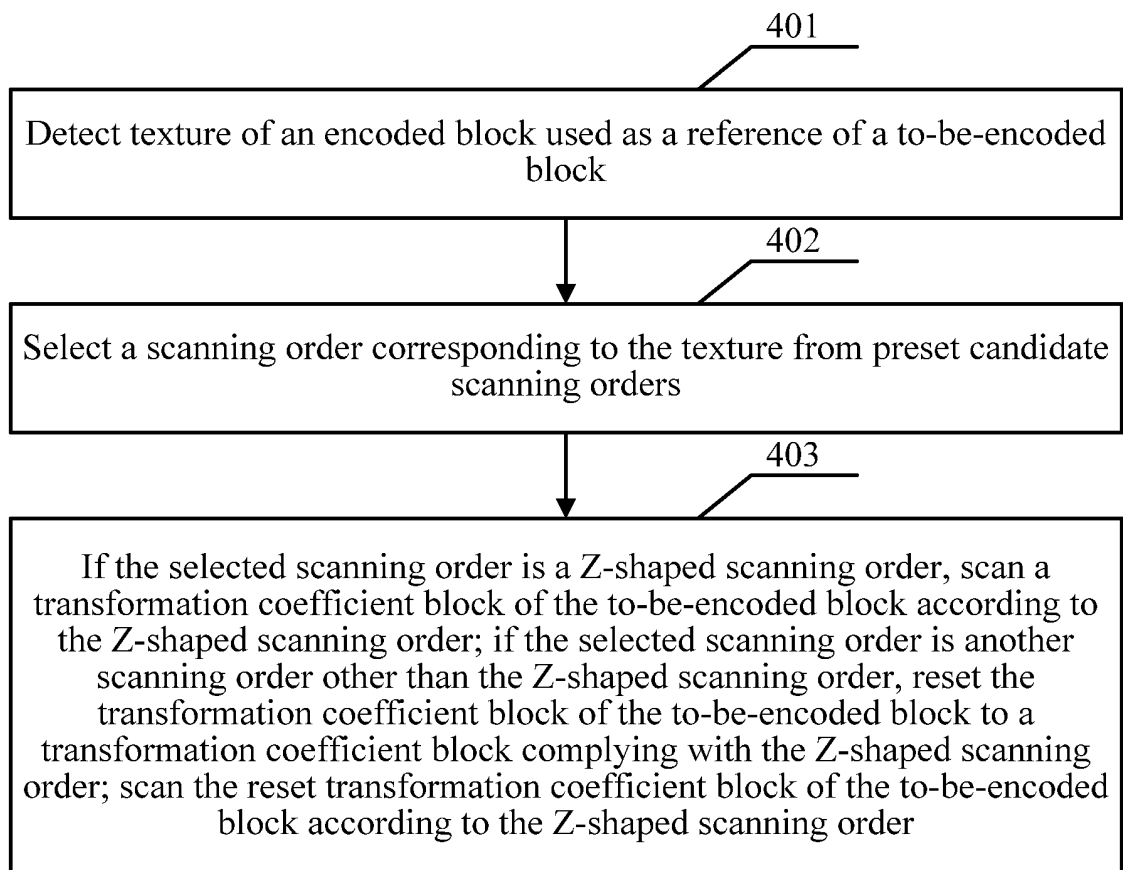 401
Detect texture of an encoded block used as a reference of a to-be-encoded
block
402
Select a scanning order corresponding to the texture from preset candidate
scanning orders
403
If the selected scanning order is a Z-shaped scanning order, scan a
transformation coefficient block of the to-be-encoded block according to
the Z-shaped scanning order; if the selected scanning order is another
scanning order other than the Z-shaped scanning order, reset the
transformation coefficient block of the to-be-encoded block to a
transformation coefficient block complying with the Z-shaped scanning
order; scan the reset transformation coefficient block of the to-be-encoded
block according to the Z-shaped scanning order